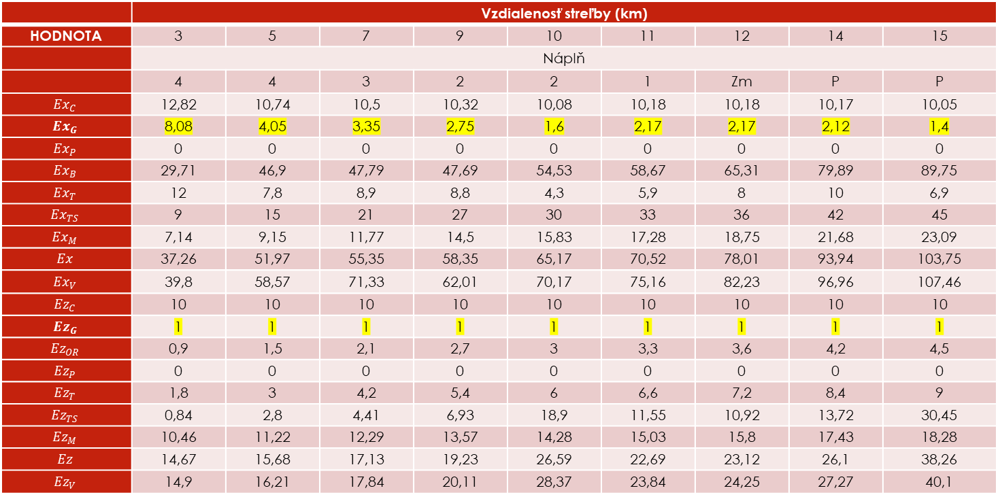 Vzdialenosť streľby (km)
HODNOTA 3 5 7 9 10 11 12 14 15
Náplň
4 4 3 2 2 1 Zm P P
Ex_C 12,82 10,74 10,5 10,32 10,08 10,18 10,18 10,17 10,05
Ex_G 8,08 4,05 3,35 2,75 1,6 2,17 2,17 2,12 1,4
Ex_P 0 0 0 0 0 0 0 0 0
Ex_B 29,71 46,9 47,79 47,69 54,53 58,67 65,31 79,89 89,75
Ex_T 12 7,8 8,9 8,8 4,3 5,9 8 10 6,9
Ex_TS 9 15 21 27 30 33 36 42 45
Ex_M 7,14 9,15 11,77 14,5 15,83 17,28 18,75 21,68 23,09
Ex 37,26 51,97 55,35 58,35 65,17 70,52 78,01 93,94 103,75
Ex_V 39,8 58,57 71,33 62,01 70,17 75,16 82,23 96,96 107,46
Ez_C 10 10 10 10 10 10 10 10 10
Ez_G 1 1 1 1 1 1 1 1 1
Ez_OR 0,9 1,5 2,1 2,7 3 3,3 3,6 4,2 4,5
Ez_P 0 0 0 0 0 0 0 0 0
Ez_T 1,8 3 4,2 5,4 6 6,6 7,2 8,4 9
Ez_TS 0,84 2,8 4,41 6,93 18,9 11,55 10,92 13,72 30,45
Ez_M 10,46 11,22 12,29 13,57 14,28 15,03 15,8 17,43 18,28
Ez 14,67 15,68 17,13 19,23 26,59 22,69 23,12 26,1 38,26
Ez_V 14,9 16,21 17,84 20,11 28,37 23,84 24,25 27,27 40,1